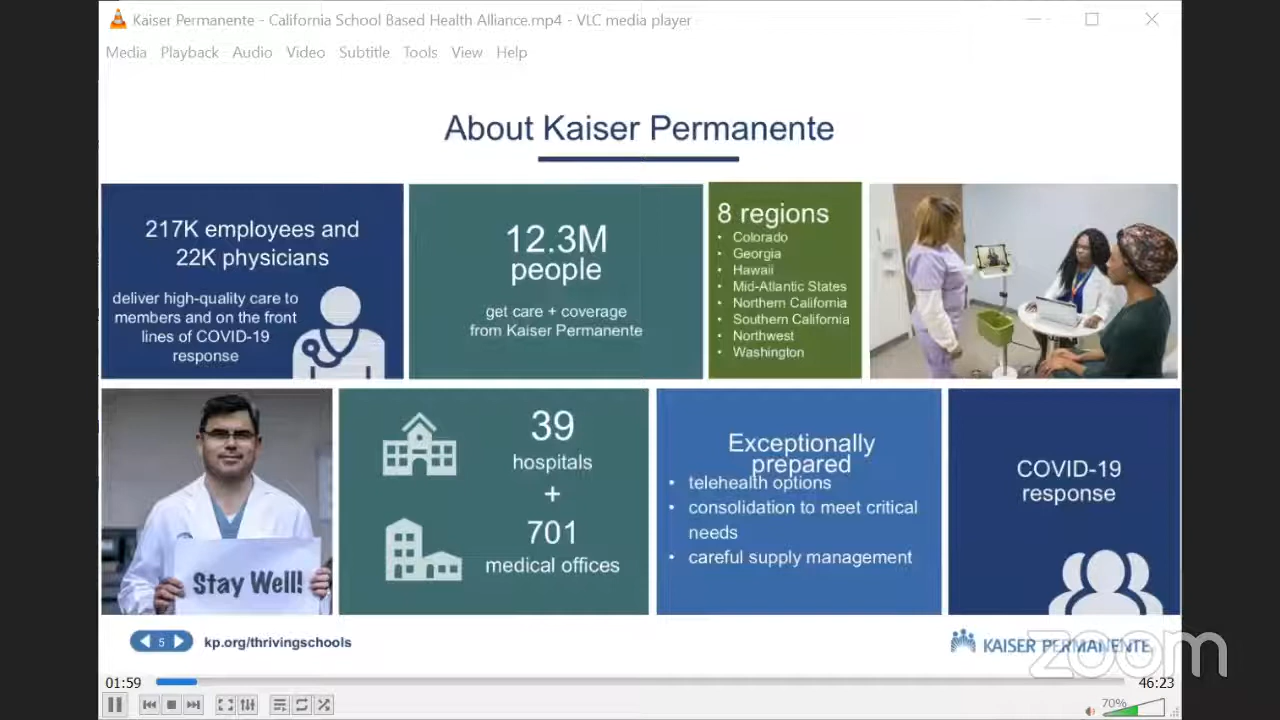 Kaiser Permanente - California School Based Health Alliance.mp4 - VLC media player
Media Playback Audio Video Subtitle Tools View Help
About Kaiser Permanente
217K employees and
22K physicians
deliver high-quality care to
members and on the front
lines of COVID-19
response
12.3M
people
get care + coverage
from Kaiser Permanente
8 regions
• Colorado
• Georgia
• Hawaii
• Mid-Atlantic States
• Northern California
• Southern California
• Northwest
• Washington
Stay Well!
39
hospitals
+
701
medical offices
Exceptionally
prepared
• telehealth options
• consolidation to meet critical
needs
• careful supply management
COVID-19
response
5
kp.org/thrivingschools
KAISER PERMANENTE
zoom
01:59
46:23
70%